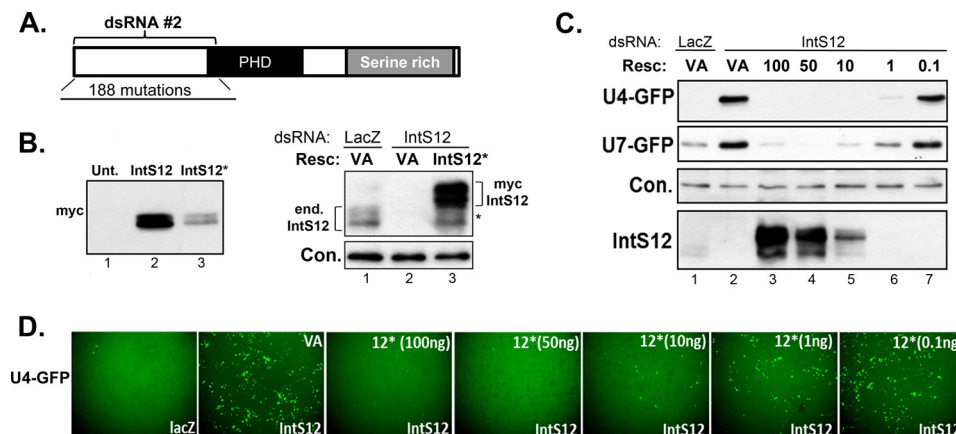 A.
dsRNA #2
PHD
Serine rich
188 mutations
B.
Unt. IntS12 IntS12*
myc
1 2 3
dsRNA: LacZ IntS12
Resc: VA VA IntS12*
myc
IntS12
end.
IntS12
*
Con.
1 2 3
C.
dsRNA: LacZ IntS12
Resc: VA VA 100 50 10 1 0.1
U4-GFP
U7-GFP
Con.
IntS12
1 2 3 4 5 6 7
D.
U4-GFP
VA 12*(100ng) 12*(50ng) 12*(10ng) 12*(1ng) 12*(0.1ng)
lacZ IntS12 IntS12 IntS12 IntS12 IntS12 IntS12